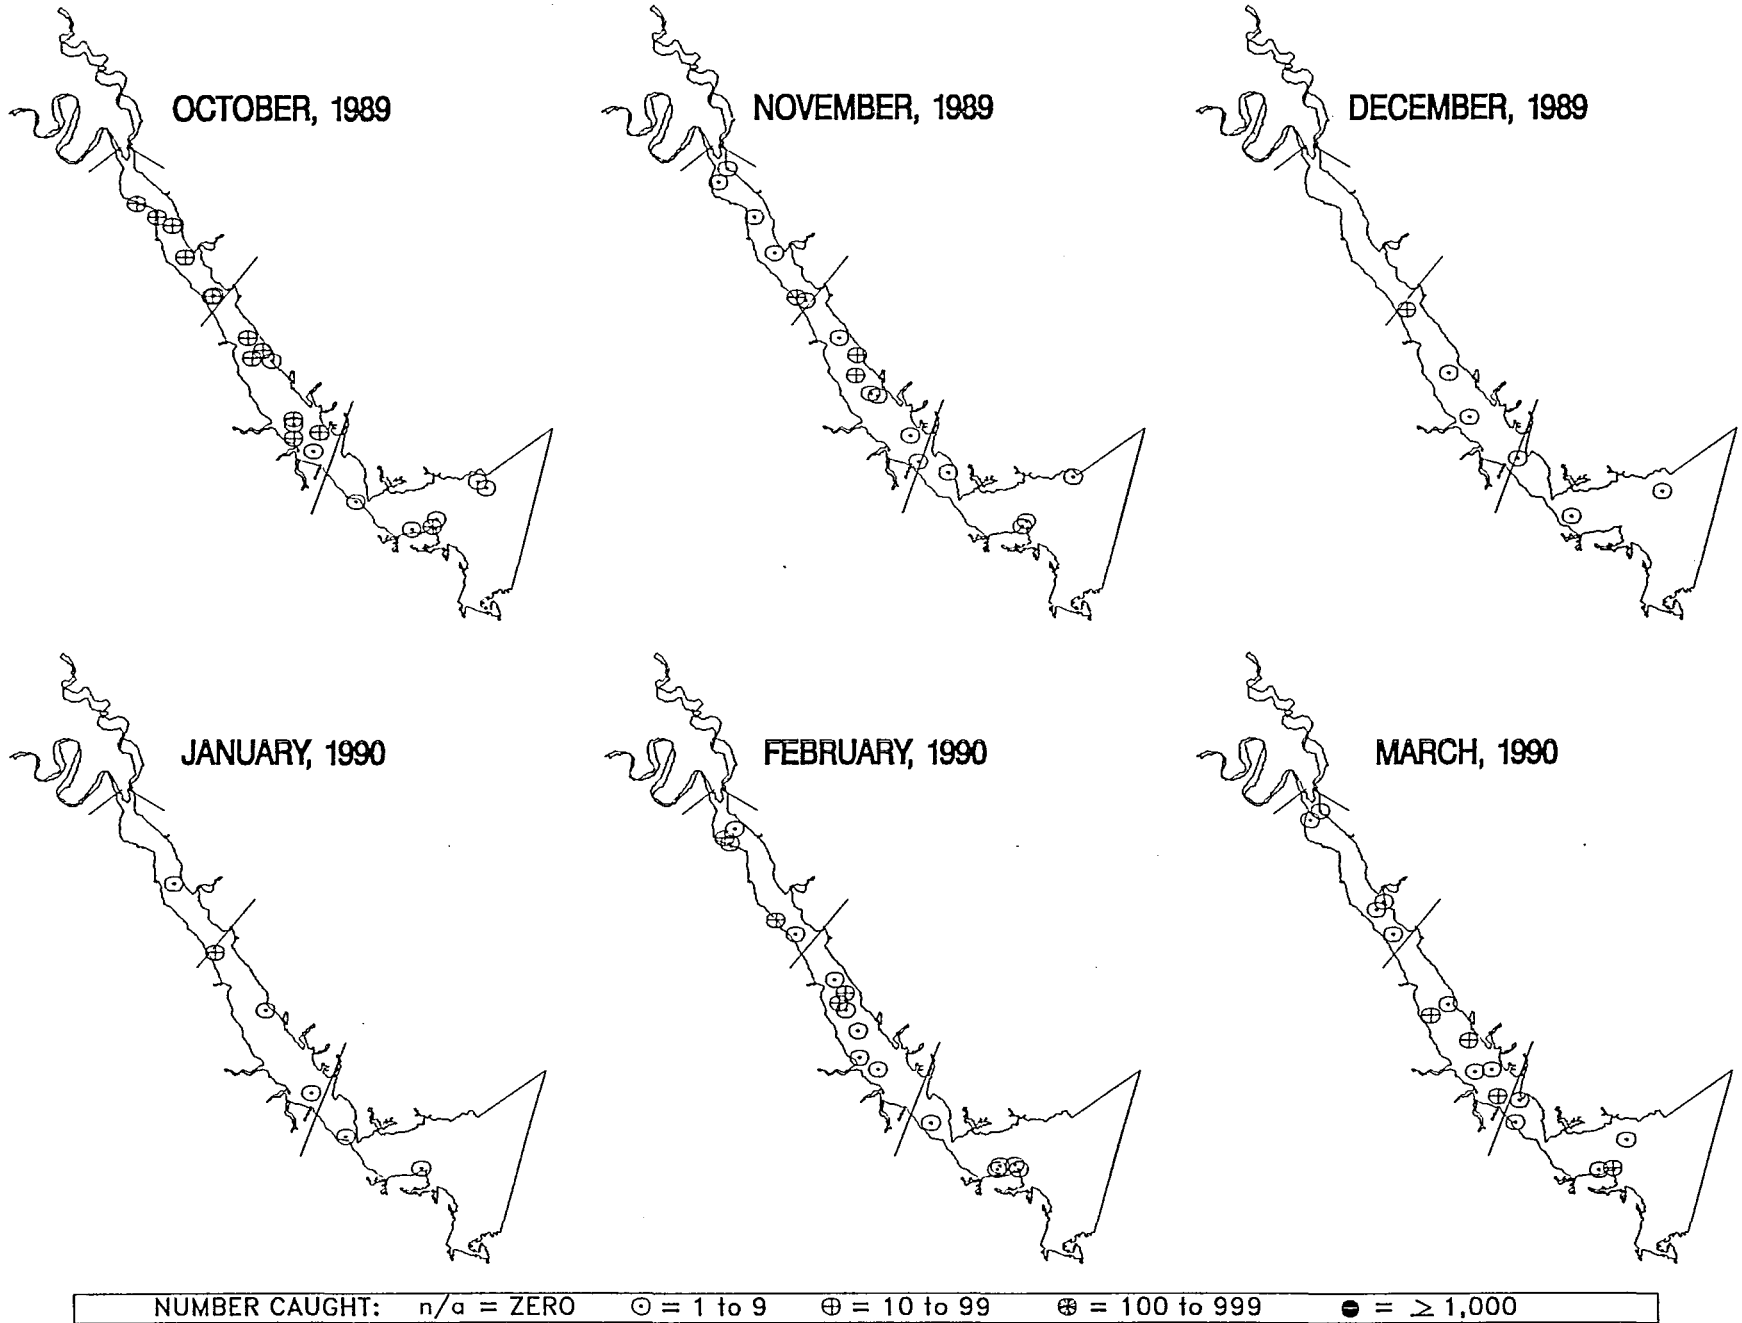 OCTOBER, 1989
NOVEMBER, 1989
DECEMBER, 1989
JANUARY, 1990
FEBRUARY, 1990
MARCH, 1990
NUMBER CAUGHT: n/a = ZERO ⊙ = 1 to 9 ⊕ = 10 to 99 ⊛ = 100 to 999 ● = ≥ 1,000